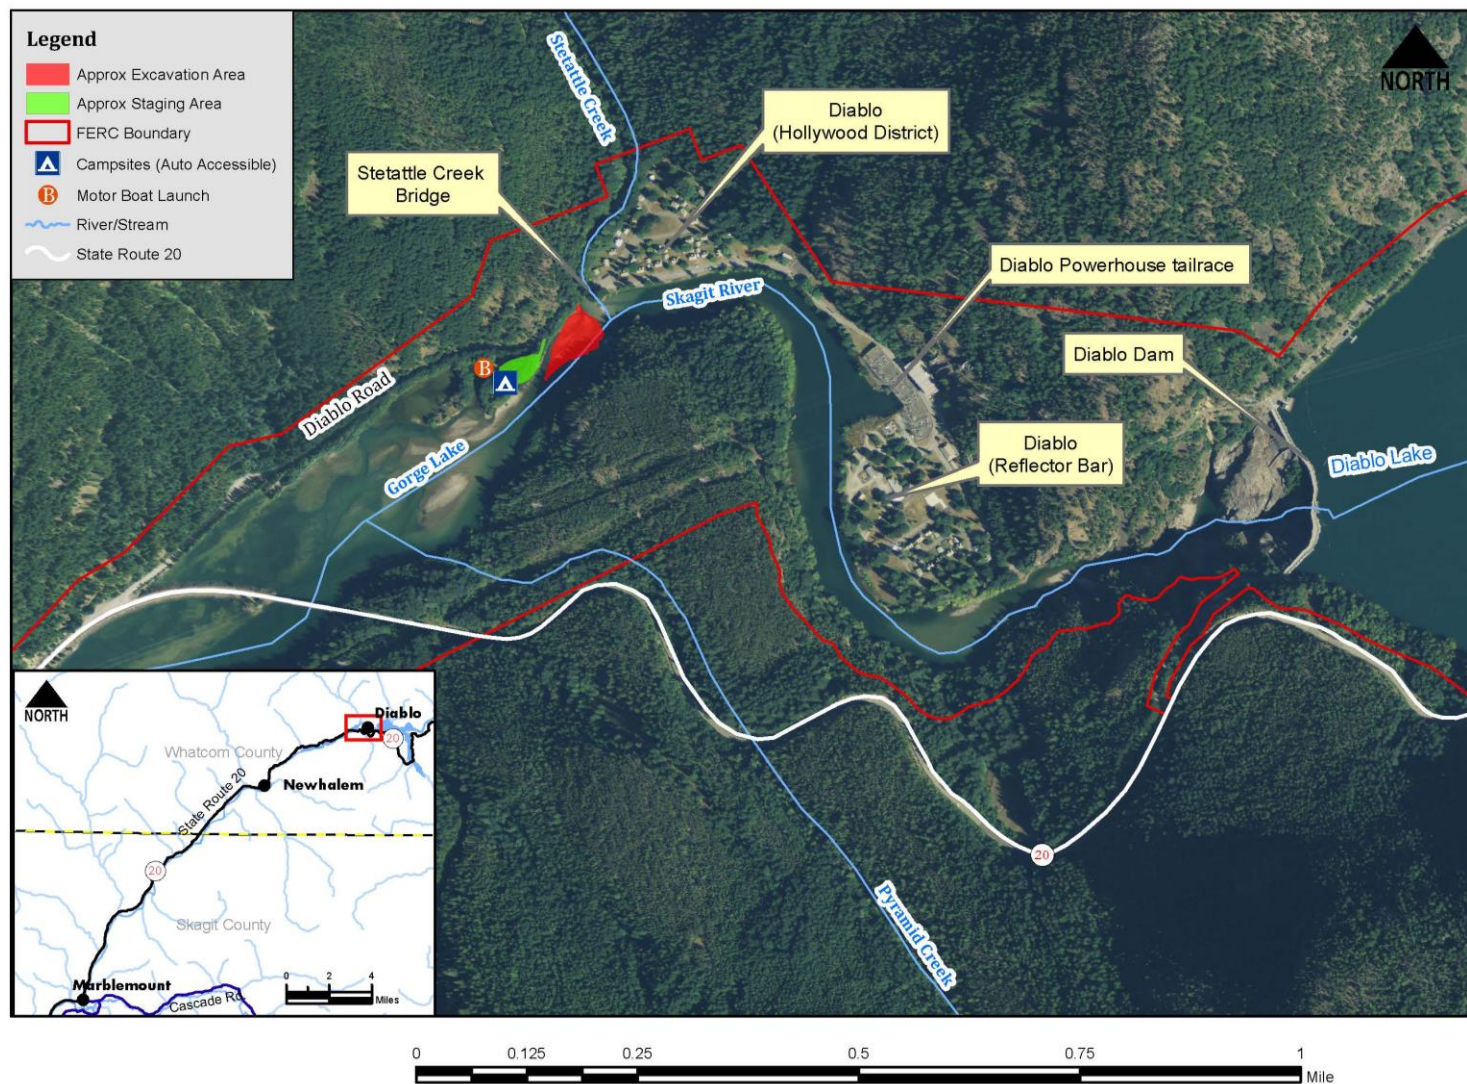 Legend
Approx Excavation Area
Approx Staging Area
FERC Boundary
Campsites (Auto Accessible)
B
Motor Boat Launch
River/Stream
State Route 20
NORTH
Stetattle Creek
Diablo
(Hollywood District)
Stetattle Creek
Bridge
Diablo Powerhouse tailrace
Skagit River
Diablo Dam
B
Diablo Road
Diablo
(Reflector Bar)
Diablo Lake
Gorge Lake
20
Pyramid Creek
NORTH
Diablo
20
Whatcom County
Newhalem
State Route 20
20
Skagit County
Marblemount
Cascade Rd.
0 2 4
Miles
0 0.125 0.25 0.5 0.75 1
Mile